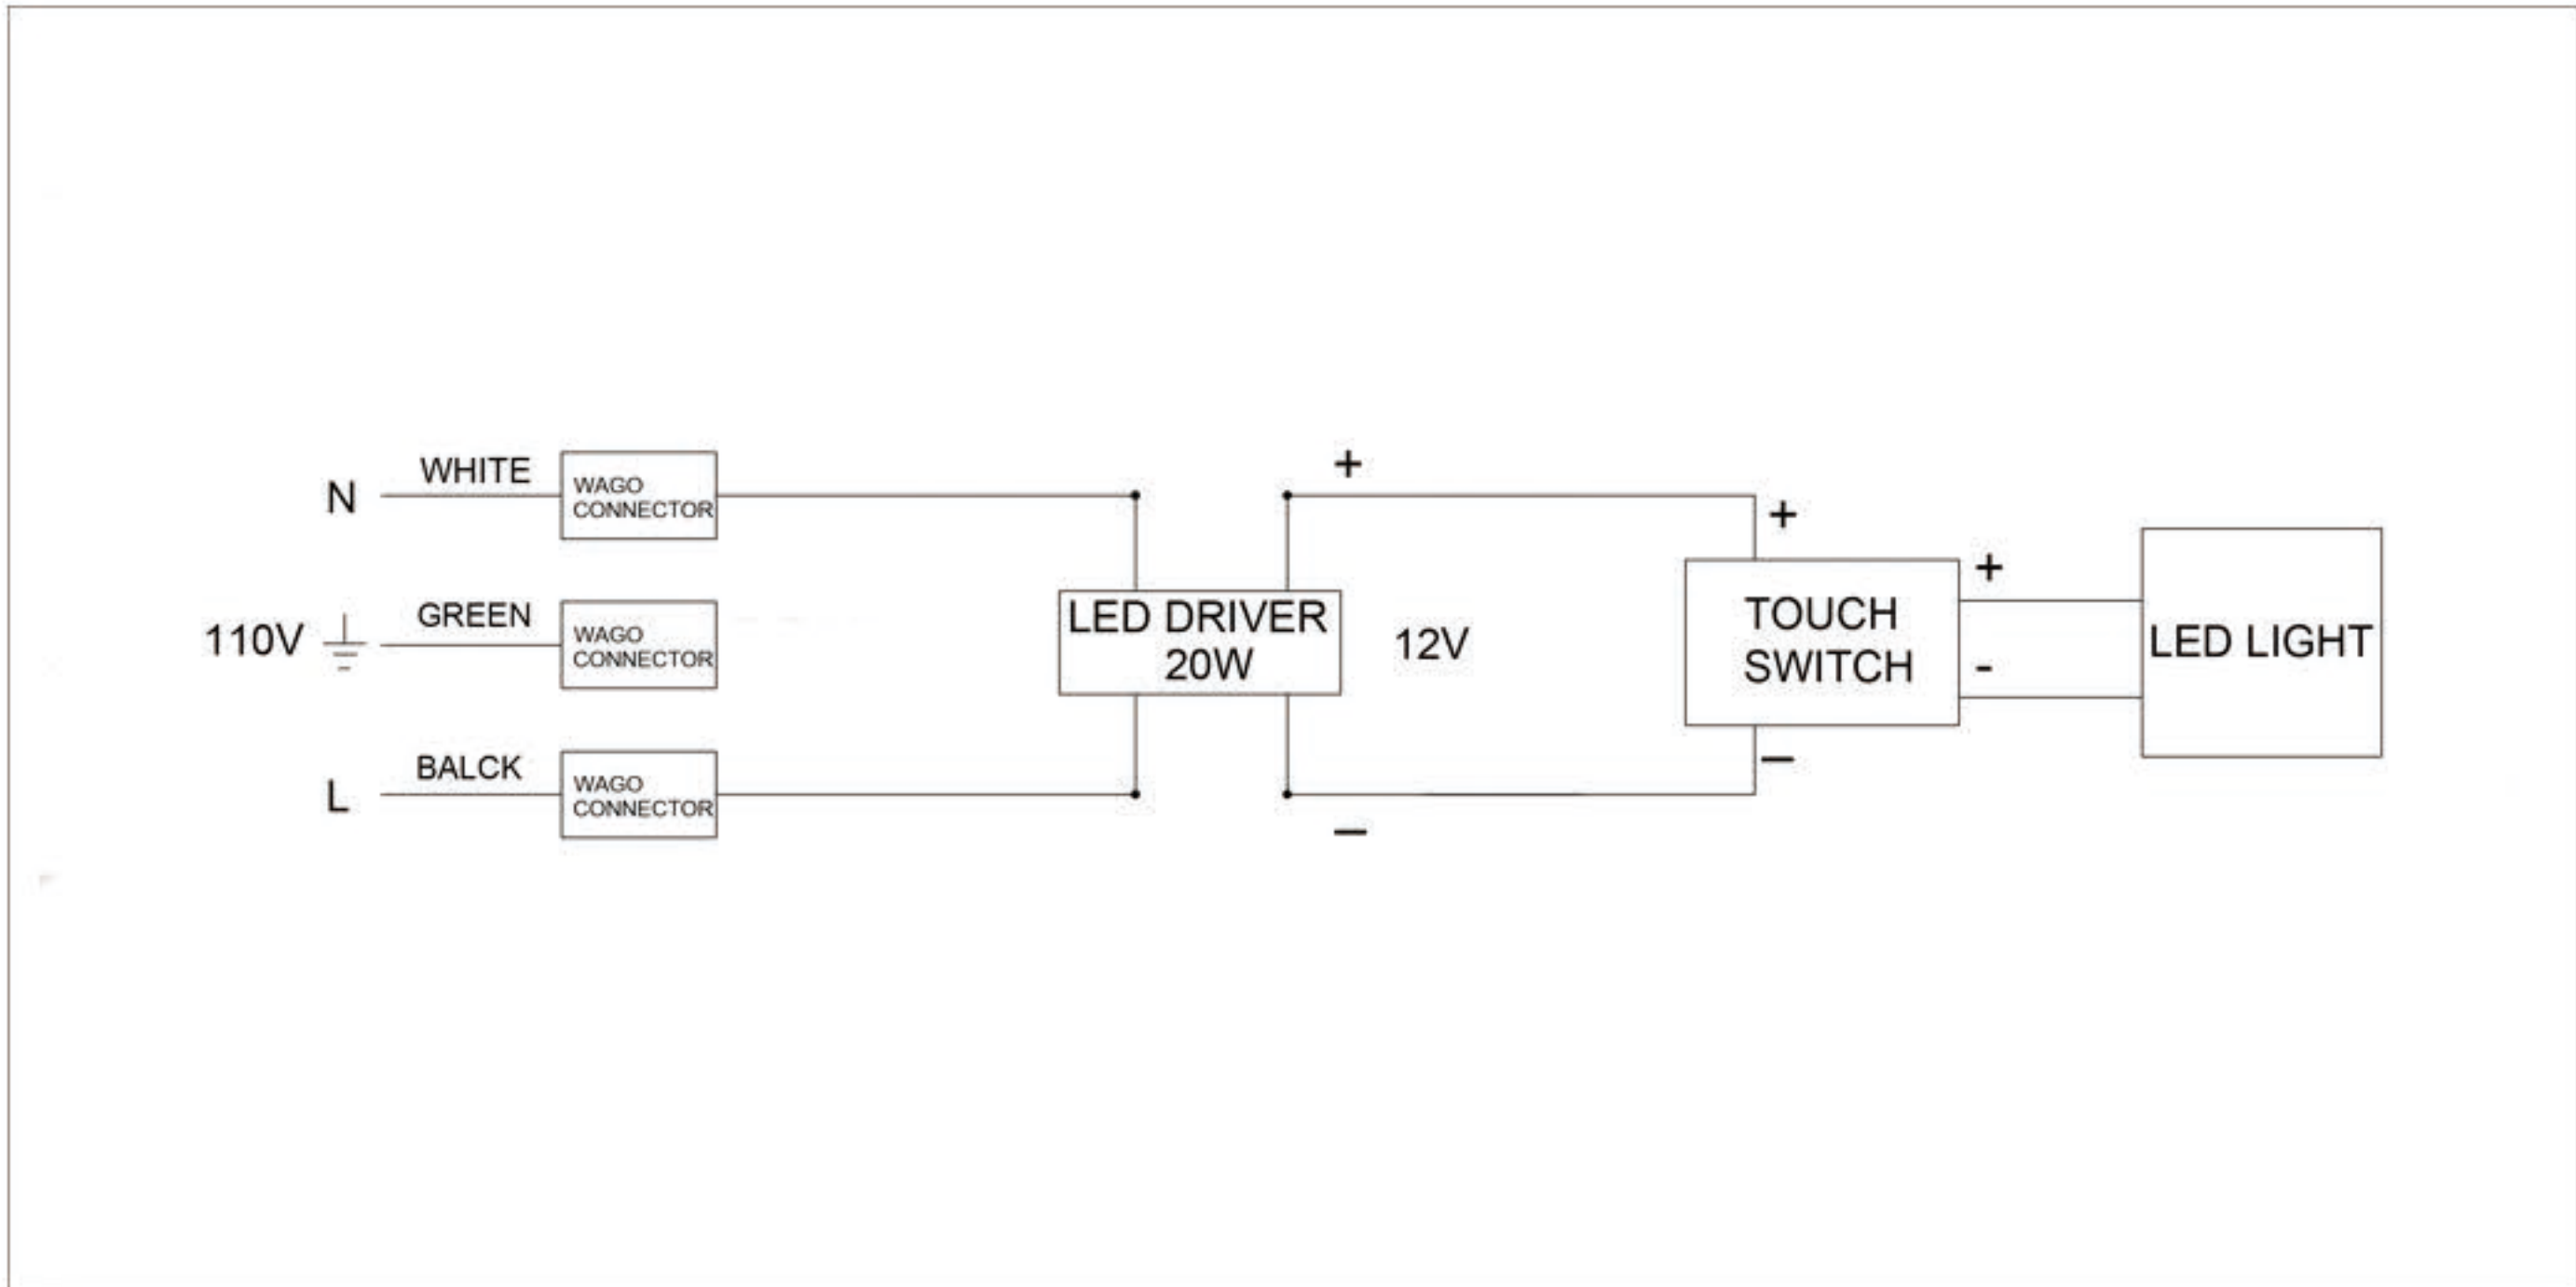 WHITE
N
WAGO
CONNECTOR
+
+
GREEN
110V
WAGO
CONNECTOR
LED DRIVER
20W
12V
TOUCH
SWITCH
+
-
LED LIGHT
BALCK
L
WAGO
CONNECTOR
–
–